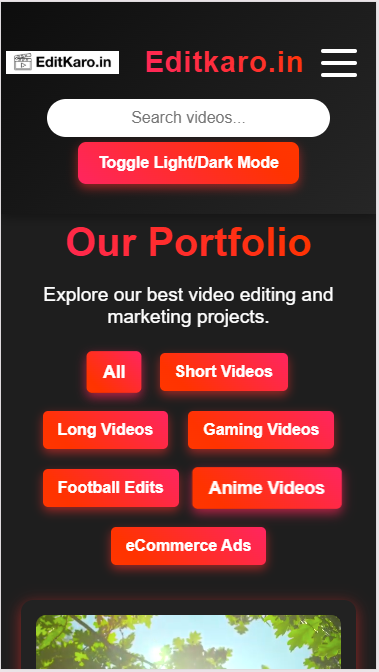 EditKaro.in
Editkaro.in
Search videos...
Toggle Light/Dark Mode
Our Portfolio
Explore our best video editing and
marketing projects.
All
Short Videos
Long Videos
Gaming Videos
Football Edits
Anime Videos
eCommerce Ads